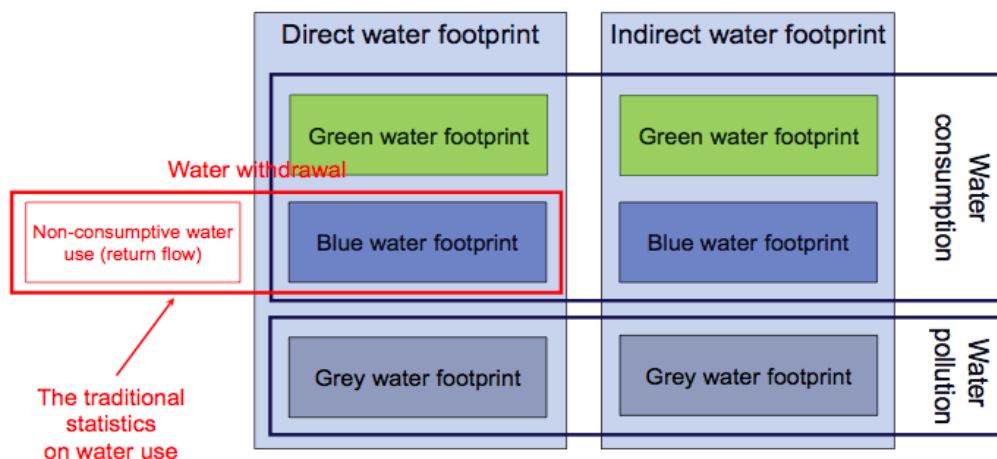 Direct water footprint
Indirect water footprint
Green water footprint
Green water footprint
Water
consumption
Water withdrawal
Non-consumptive water
use (return flow)
Blue water footprint
Blue water footprint
Grey water footprint
Grey water footprint
Water
pollution
The traditional
statistics
on water use